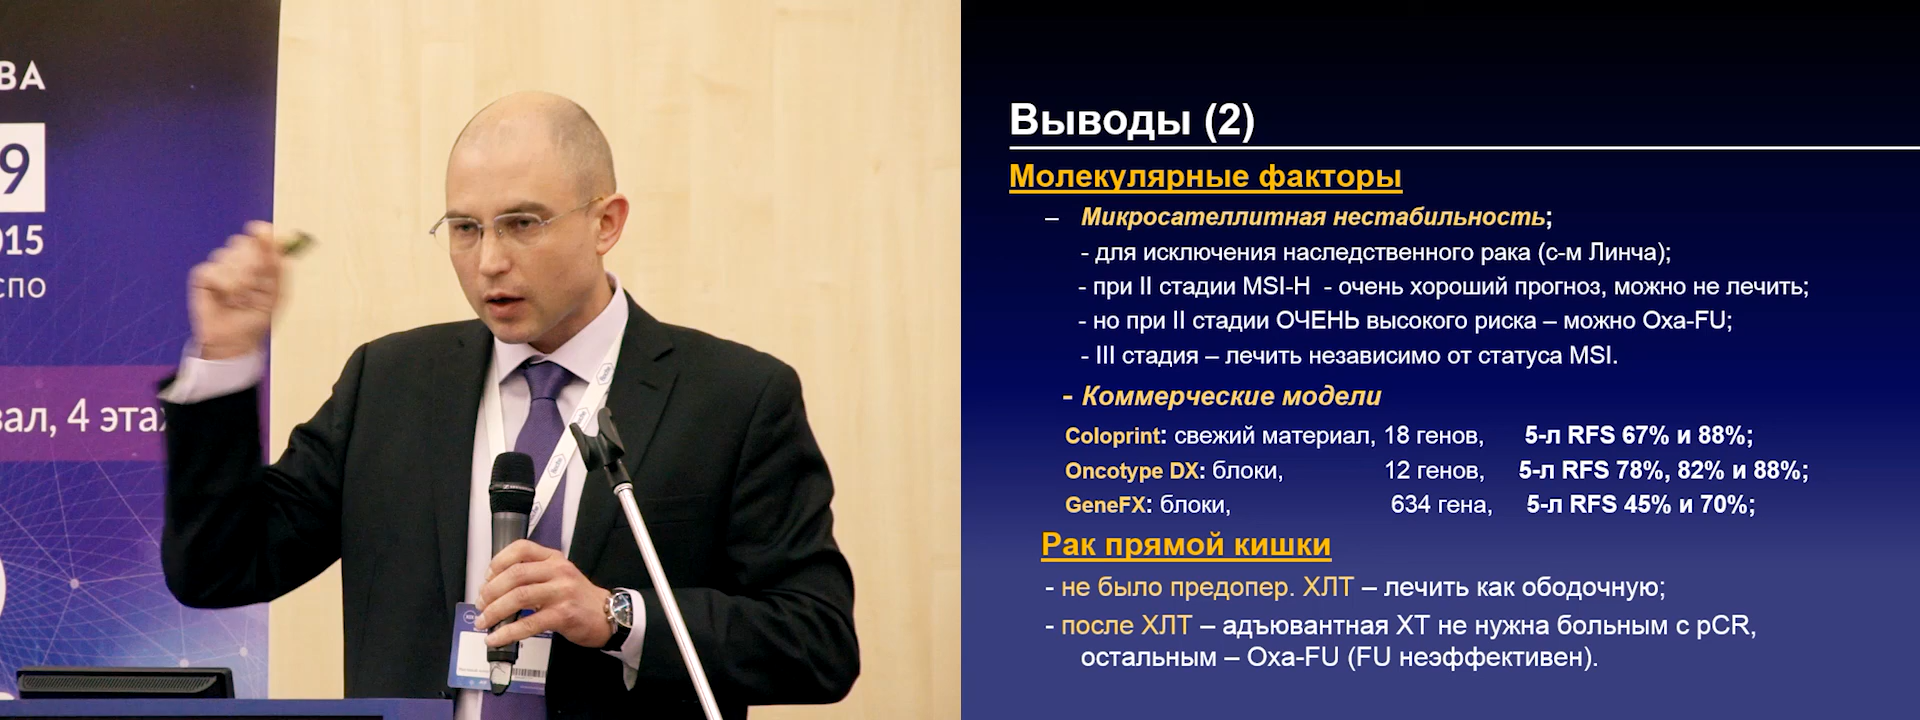 ВА
9
015
спо
зал, 4 этаж
Roche
Выводы (2)
Молекулярные факторы
– Микросателлитная нестабильность;
- для исключения наследственного рака (с-м Линча);
- при II стадии MSI-H - очень хороший прогноз, можно не лечить;
- но при II стадии ОЧЕНЬ высокого риска – можно Oxa-FU;
- III стадия – лечить независимо от статуса MSI.
- Коммерческие модели
Coloprint: свежий материал, 18 генов, 5-л RFS 67% и 88%;
Oncotype DX: блоки, 12 генов, 5-л RFS 78%, 82% и 88%;
GeneFX: блоки, 634 гена, 5-л RFS 45% и 70%;
Рак прямой кишки
- не было предопер. ХЛТ – лечить как ободочную;
- после ХЛТ – адъювантная ХТ не нужна больным с pCR,
остальным – Oxa-FU (FU неэффективен).